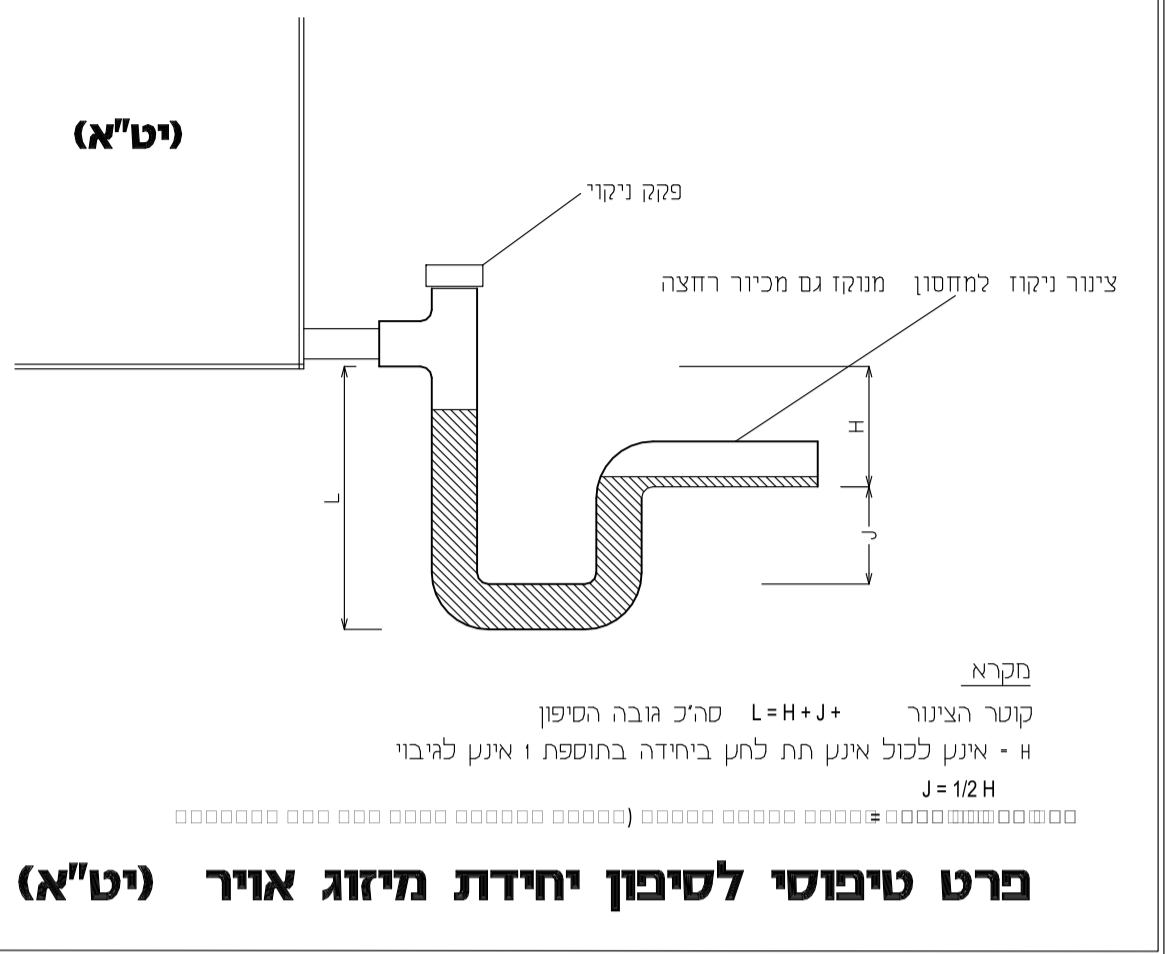 (יט"א)
פקק ניקוי
צינור ניקוז למחסון מנוקז גם מכיור רחצה
H
L
J
מקרא
קוטר הצינור + L = H + J סה'כ גובה הסיפון
H - אינץ לכול אינץ תת לחץ ביחידה בתוספת 1 אינץ לגיבוי
J = 1/2 H
פרט טיפוסי לסיפון יחידת מיזוג אויר (יט"א)